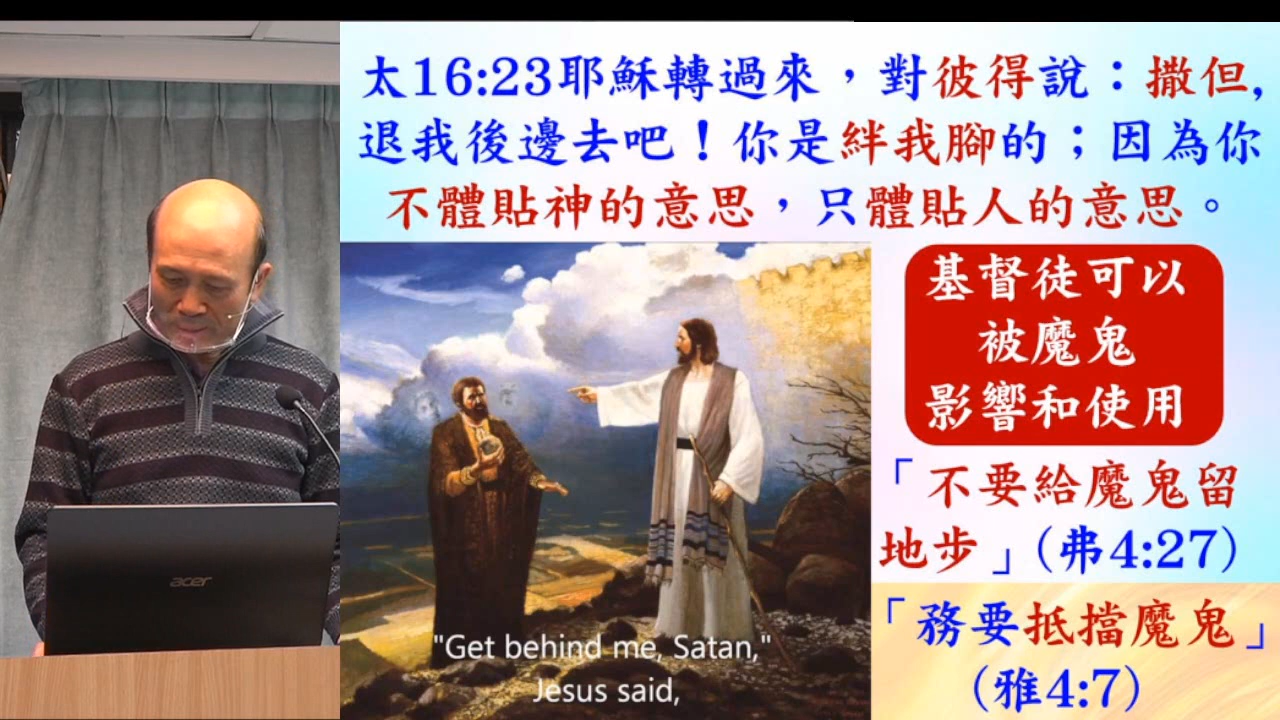 太16:23耶穌轉過來，對彼得說：撒但,
退我後邊去吧！你是絆我腳的；因為你
不體貼神的意思，只體貼人的意思。
基督徒可以
被魔鬼
影響和使用
「不要給魔鬼留
地步」(弗4:27)
「務要抵擋魔鬼」
(雅4:7)
"Get behind me, Satan,"
Jesus said,
acer